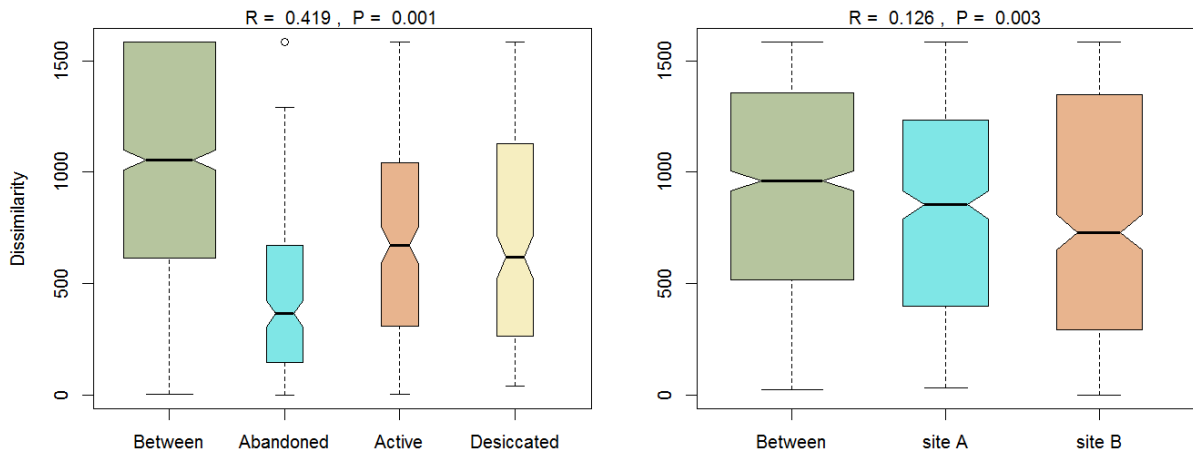 R = 0.419 , P = 0.001
Dissimilarity
1500
1000
500
0
Between Abandoned Active Desiccated
R = 0.126 , P = 0.003
1500
1000
500
0
Between site A site B